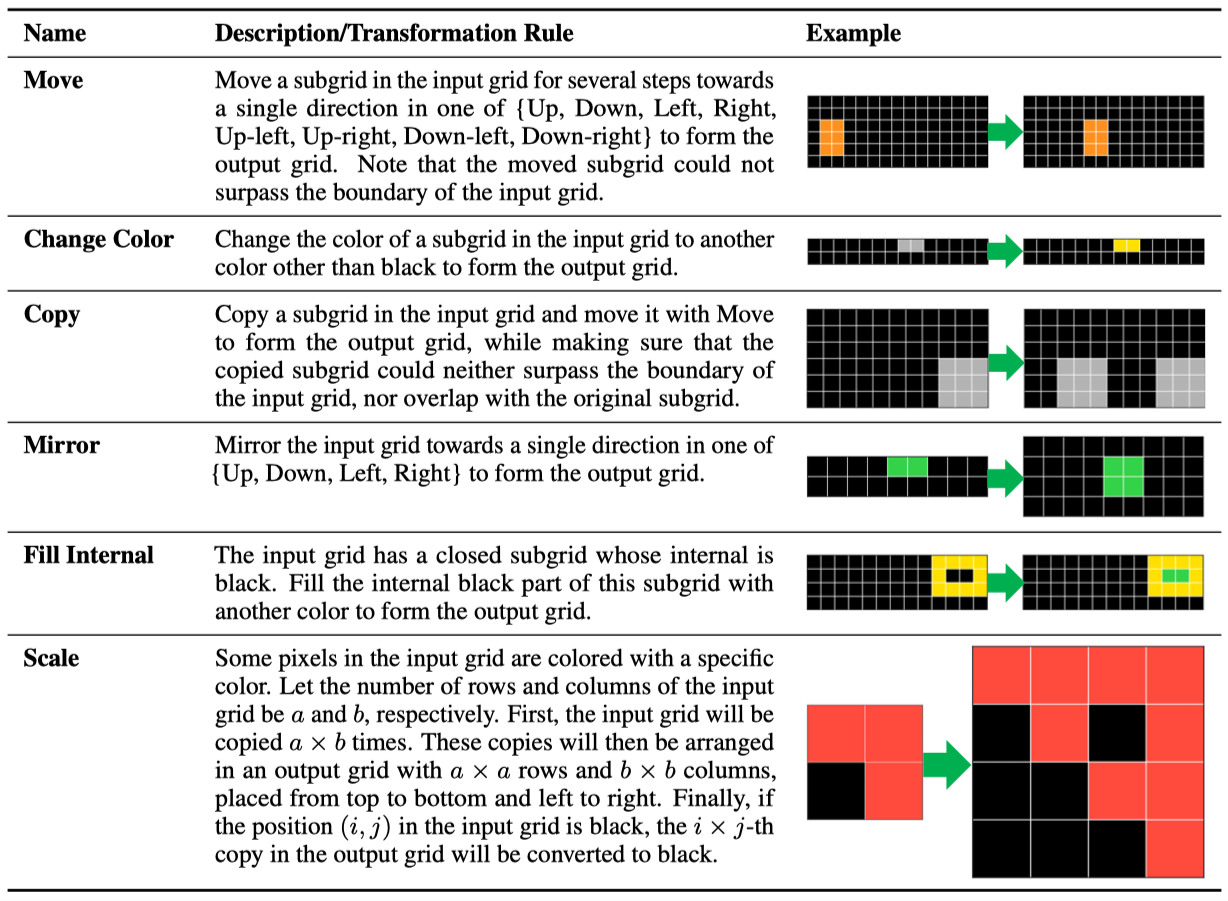 Name Description/Transformation Rule Example
Move Move a subgrid in the input grid for several steps towards
a single direction in one of {Up, Down, Left, Right,
Up-left, Up-right, Down-left, Down-right} to form the
output grid. Note that the moved subgrid could not
surpass the boundary of the input grid.
Change Color Change the color of a subgrid in the input grid to another
color other than black to form the output grid.
Copy Copy a subgrid in the input grid and move it with Move
to form the output grid, while making sure that the
copied subgrid could neither surpass the boundary of
the input grid, nor overlap with the original subgrid.
Mirror Mirror the input grid towards a single direction in one of
{Up, Down, Left, Right} to form the output grid.
Fill Internal The input grid has a closed subgrid whose internal is
black. Fill the internal black part of this subgrid with
another color to form the output grid.
Scale Some pixels in the input grid are colored with a specific
color. Let the number of rows and columns of the input
grid be a and b, respectively. First, the input grid will be
copied a × b times. These copies will then be arranged
in an output grid with a × a rows and b × b columns,
placed from top to bottom and left to right. Finally, if
the position (i, j) in the input grid is black, the i × j-th
copy in the output grid will be converted to black.